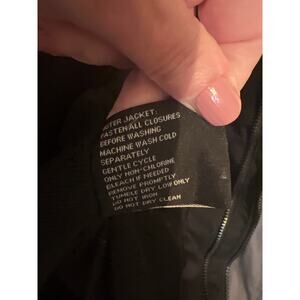 OUTER JACKET:
FASTEN ALL CLOSURES
BEFORE WASHING
MACHINE WASH COLD
SEPARATELY
GENTLE CYCLE
ONLY NON-CHLORINE
BLEACH IF NEEDED
REMOVE PROMPTLY
TUMBLE DRY LOW ONLY
DO NOT IRON
DO NOT DRY CLEAN